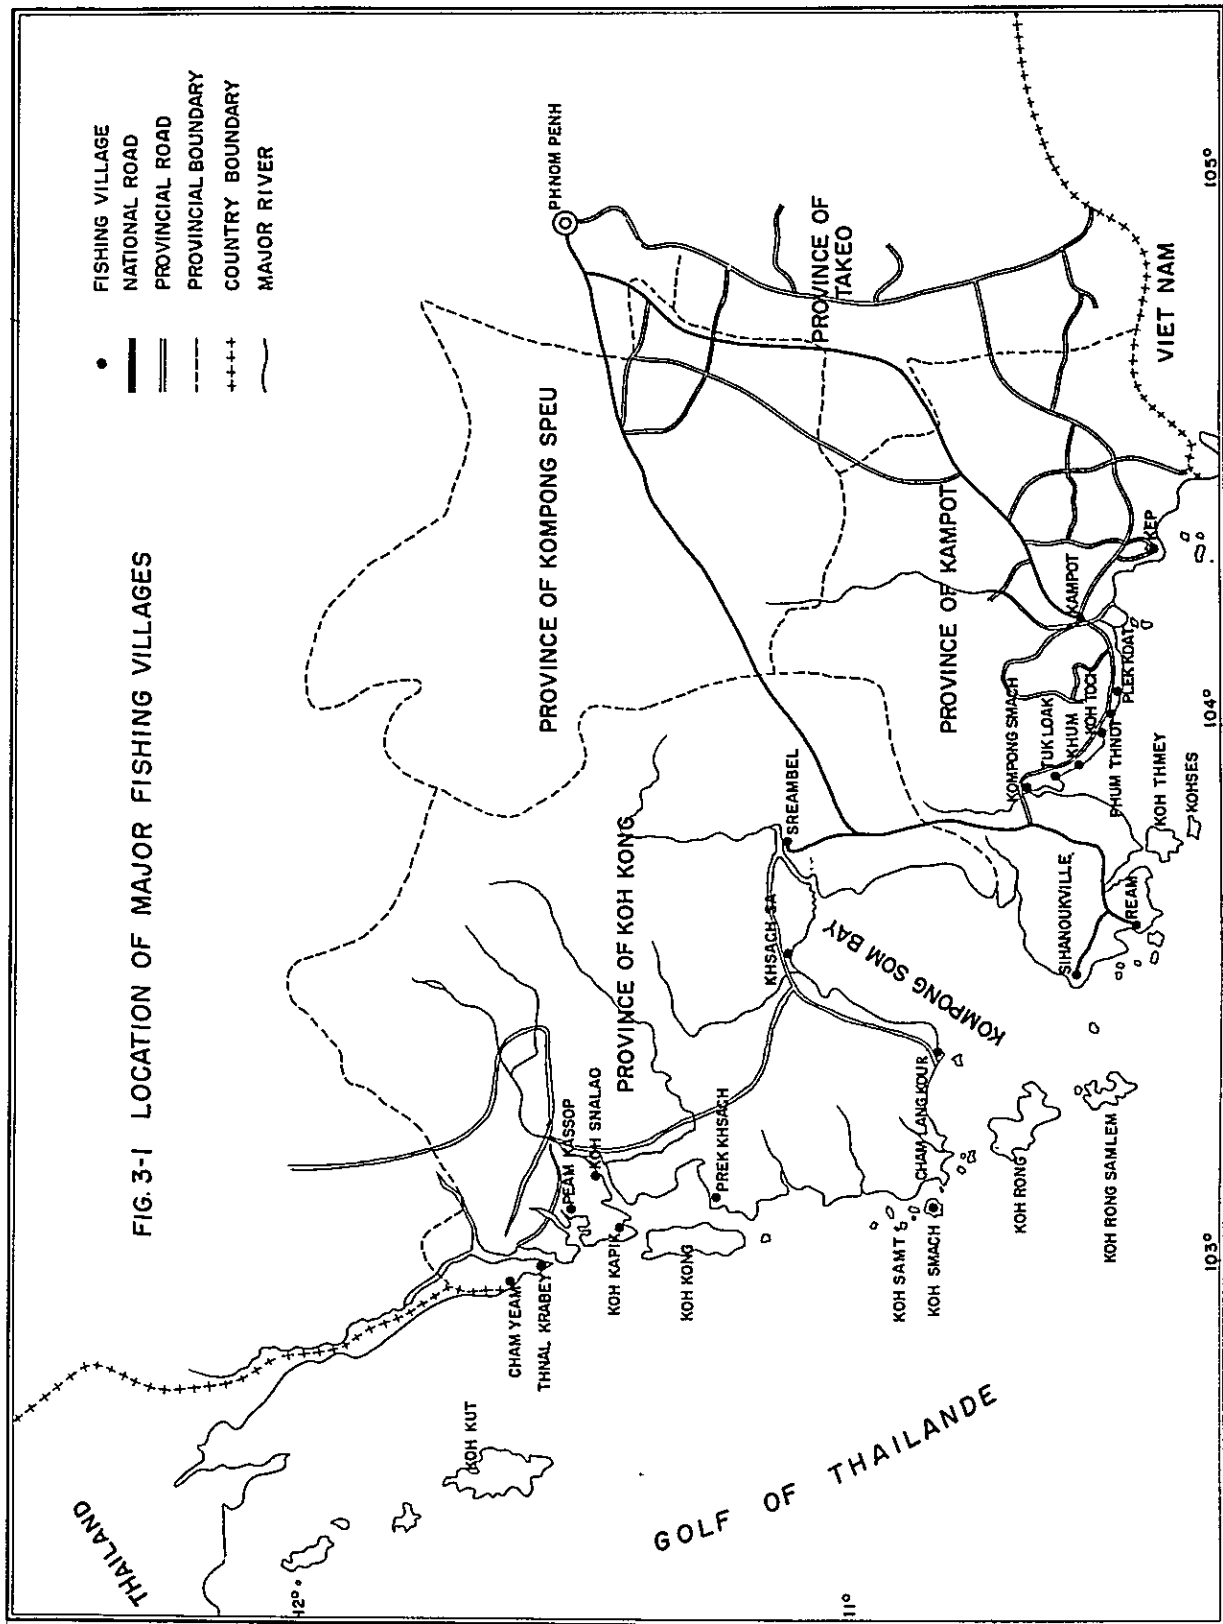 FIG. 3-1 LOCATION OF MAJOR FISHING VILLAGES
FISHING VILLAGE
NATIONAL ROAD
PROVINCIAL ROAD
PROVINCIAL BOUNDARY
COUNTRY BOUNDARY
MAJOR RIVER
THAILAND
12°
KOH KUT
CHAM YEAM
THNAL KRABEY
PEAM KASSOP
KOH SNALAO
KOH KAPIK
KOH KONG
PREK KHSACH
PROVINCE OF KOH KONG
PROVINCE OF KOMPONG SPEU
PHNOM PENH
GOLF OF THAILANDE
11°
KHSACH SA
SREAMBEL
KOMPONG SOM BAY
PROVINCE OF
TAKEO
KOH SAMT
KOH SMACH
CHAM LANG KOUR
PROVINCE OF KAMPOT
KOH RONG
KOH RONG SAMLEM
SIHANOUKVILLE
REAM
KOMPONG SMACH
TUK LOAK
KHUM
KOH TOCH
PHUM THNOT
PLEK KOAT
KOH THMEY
KOHSES
KAMPOT
KEP
VIET NAM
103°
104°
105°